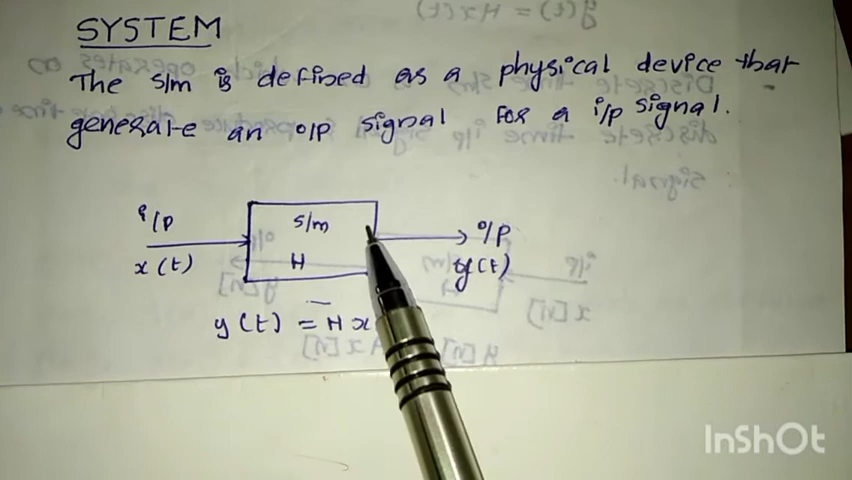 SYSTEM
The s/m is defined as a physical device that
generate an o/p signal for a i/p signal.
i/p
s/m
o/p
x(t)
H
y(t)
y(t) = H x
InShOt